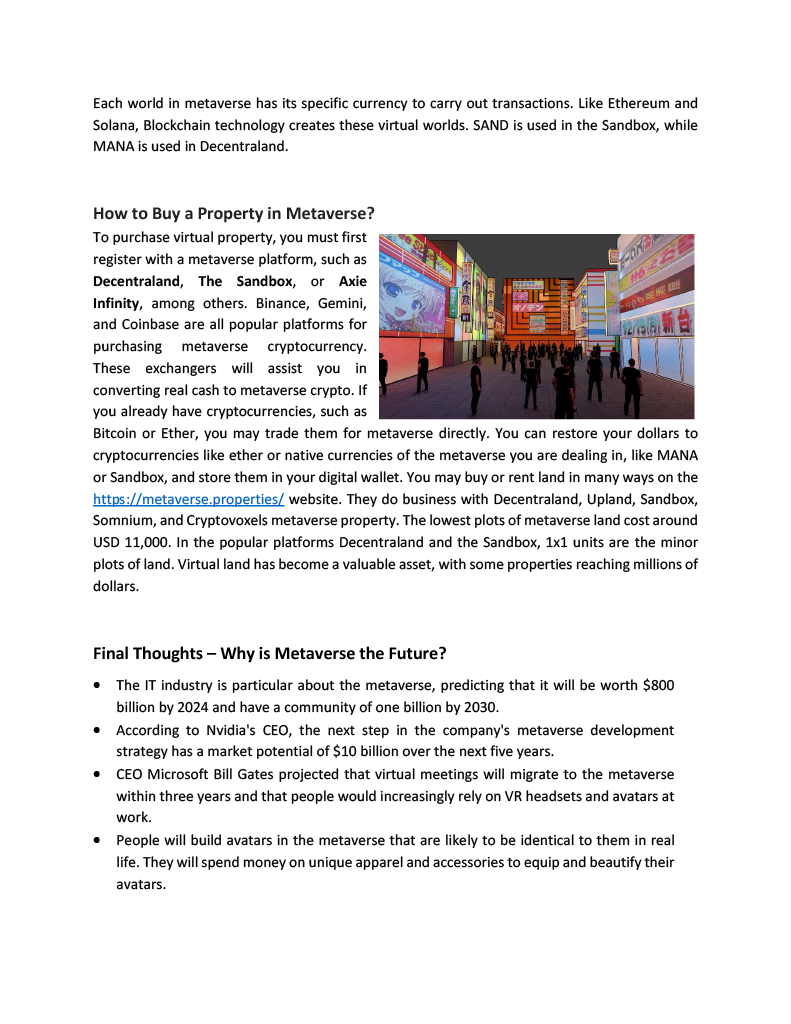 Each world in metaverse has its specific currency to carry out transactions. Like Ethereum and
Solana, Blockchain technology creates these virtual worlds. SAND is used in the Sandbox, while
MANA is used in Decentraland.
How to Buy a Property in Metaverse?
To purchase virtual property, you must first
register with a metaverse platform, such as
Decentraland, The Sandbox, or Axie
Infinity, among others. Binance, Gemini,
and Coinbase are all popular platforms for
purchasing metaverse cryptocurrency.
These exchangers will assist you in
converting real cash to metaverse crypto. If
you already have cryptocurrencies, such as
Bitcoin or Ether, you may trade them for metaverse directly. You can restore your dollars to
cryptocurrencies like ether or native currencies of the metaverse you are dealing in, like MANA
or Sandbox, and store them in your digital wallet. You may buy or rent land in many ways on the
https://metaverse.properties/ website. They do business with Decentraland, Upland, Sandbox,
Somnium, and Cryptovoxels metaverse property. The lowest plots of metaverse land cost around
USD 11,000. In the popular platforms Decentraland and the Sandbox, 1x1 units are the minor
plots of land. Virtual land has become a valuable asset, with some properties reaching millions of
dollars.
Final Thoughts – Why is Metaverse the Future?
• The IT industry is particular about the metaverse, predicting that it will be worth $800
billion by 2024 and have a community of one billion by 2030.
• According to Nvidia's CEO, the next step in the company's metaverse development
strategy has a market potential of $10 billion over the next five years.
• CEO Microsoft Bill Gates projected that virtual meetings will migrate to the metaverse
within three years and that people would increasingly rely on VR headsets and avatars at
work.
• People will build avatars in the metaverse that are likely to be identical to them in real
life. They will spend money on unique apparel and accessories to equip and beautify their
avatars.